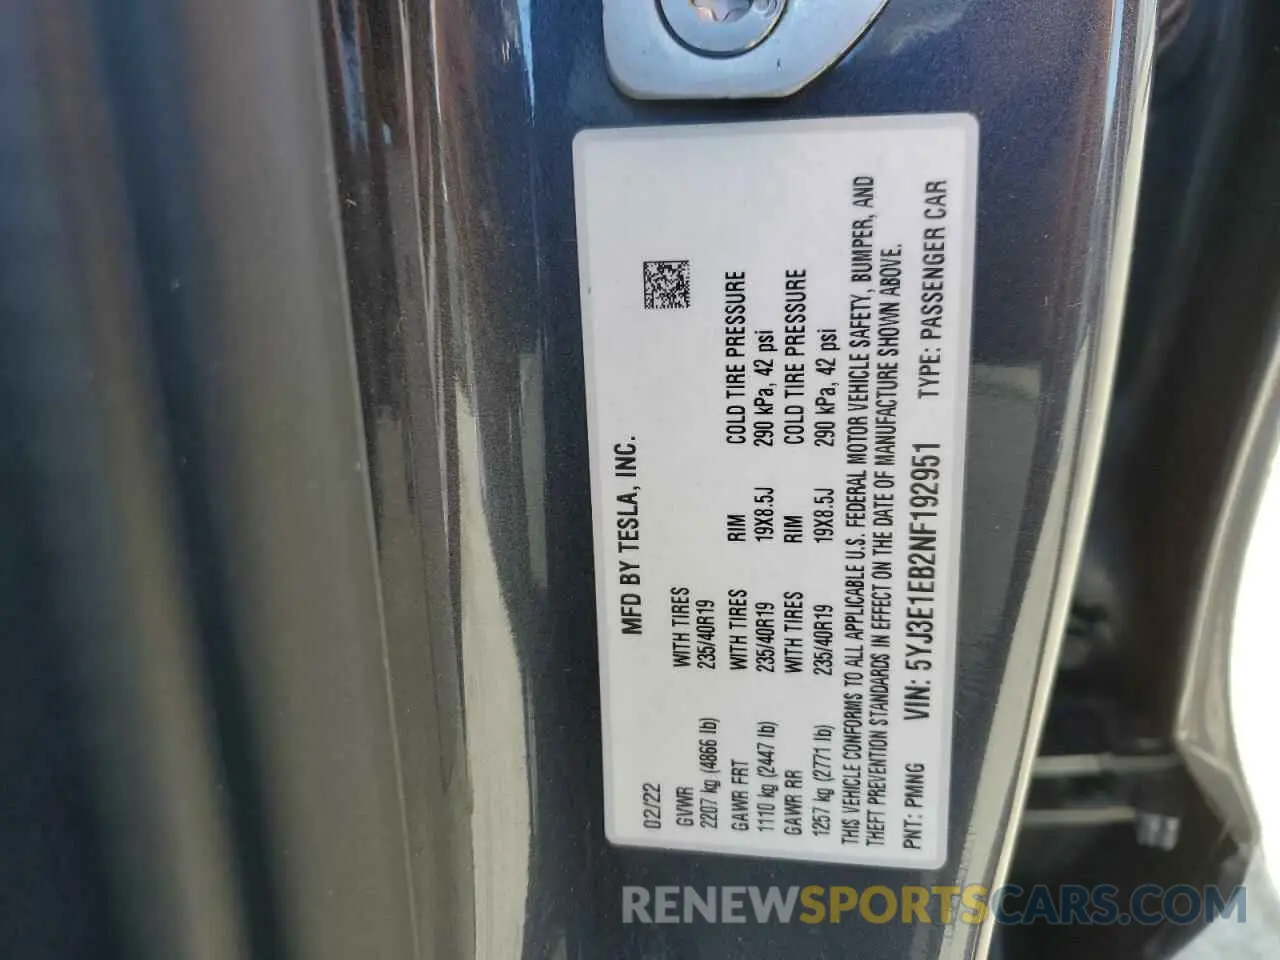 MFD BY TESLA, INC.
02/22
GVWR WITH TIRES
2207 kg (4866 lb) 235/40R19
GAWR FRT WITH TIRES RIM COLD TIRE PRESSURE
1110 kg (2447 lb) 235/40R19 19X8.5J 290 kPa, 42 psi
GAWR RR WITH TIRES RIM COLD TIRE PRESSURE
1257 kg (2771 lb) 235/40R19 19X8.5J 290 kPa, 42 psi
THIS VEHICLE CONFORMS TO ALL APPLICABLE U.S. FEDERAL MOTOR VEHICLE SAFETY, BUMPER, AND
THEFT PREVENTION STANDARDS IN EFFECT ON THE DATE OF MANUFACTURE SHOWN ABOVE.
PNT: PMNG VIN: 5YJ3E1EB2NF192951 TYPE: PASSENGER CAR
RENEWSPORTSCARS.COM